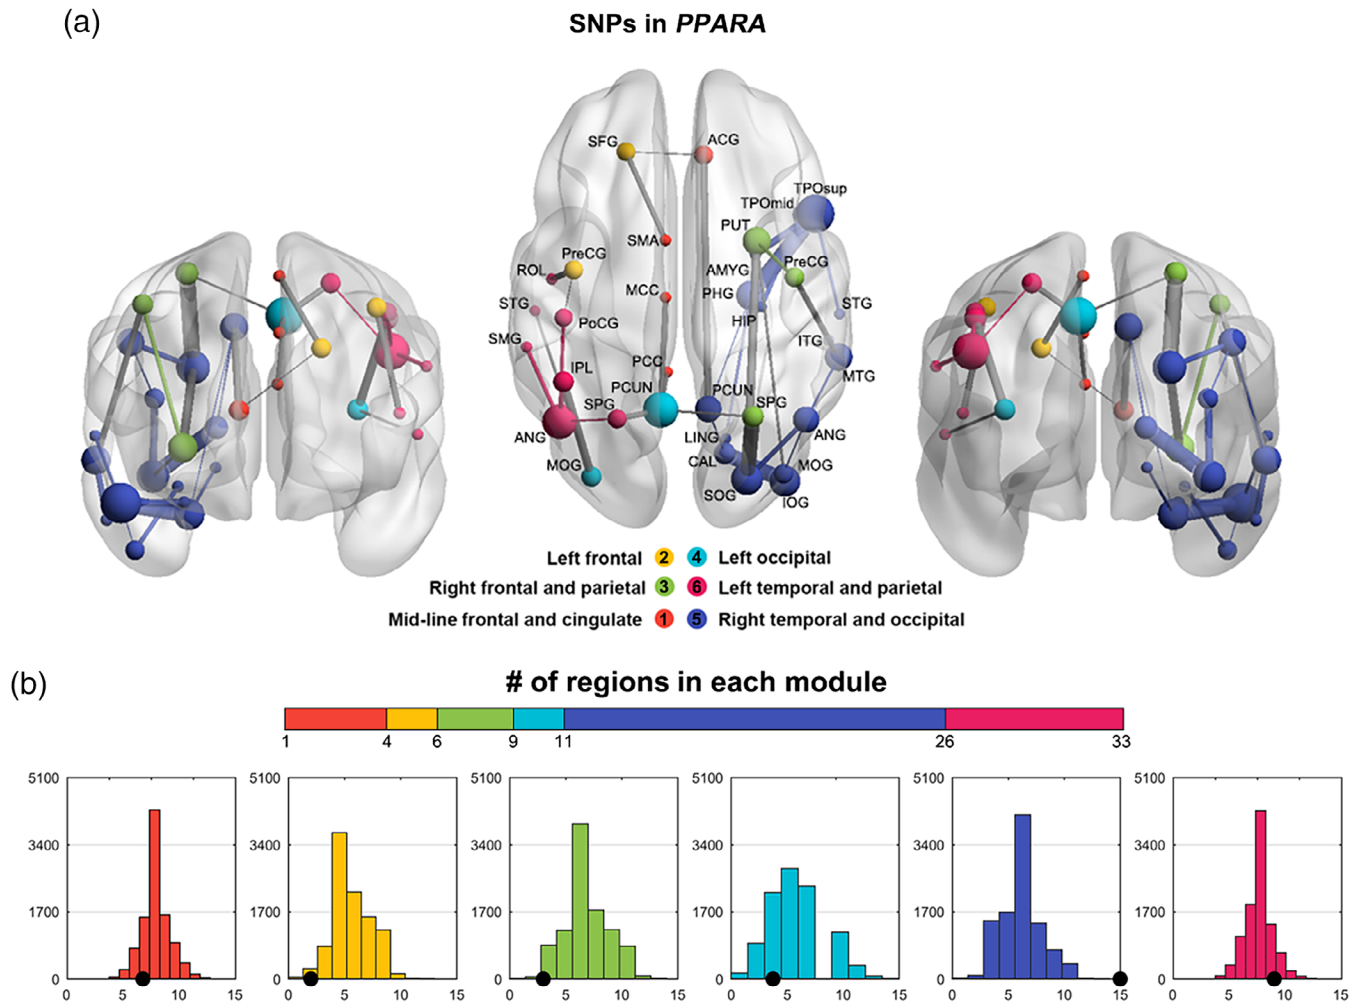 (a)
SNPs in PPARA
SFG
ACG
TPOsup
TPOmid
PUT
SMA
PreCG
ROL
AMYG
PreCG
MCC
PHG
STG
STG
HIP
PoCG
SMG
ITG
IPL
PCC
MTG
PCUN
PCUN
SPG
SPG
ANG
LING
ANG
MOG
CAL
MOG
SOG
IOG
Left frontal 2 4 Left occipital
Right frontal and parietal 3 6 Left temporal and parietal
Mid-line frontal and cingulate 1 5 Right temporal and occipital
(b)
# of regions in each module
1 4 6 9 11 26 33
5100 5100 5100 5100 5100 5100
3400 3400 3400 3400 3400 3400
1700 1700 1700 1700 1700 1700
0 0 0 0 0 0
0 5 10 15 0 5 10 15 0 5 10 15 0 5 10 15 0 5 10 15 0 5 10 15